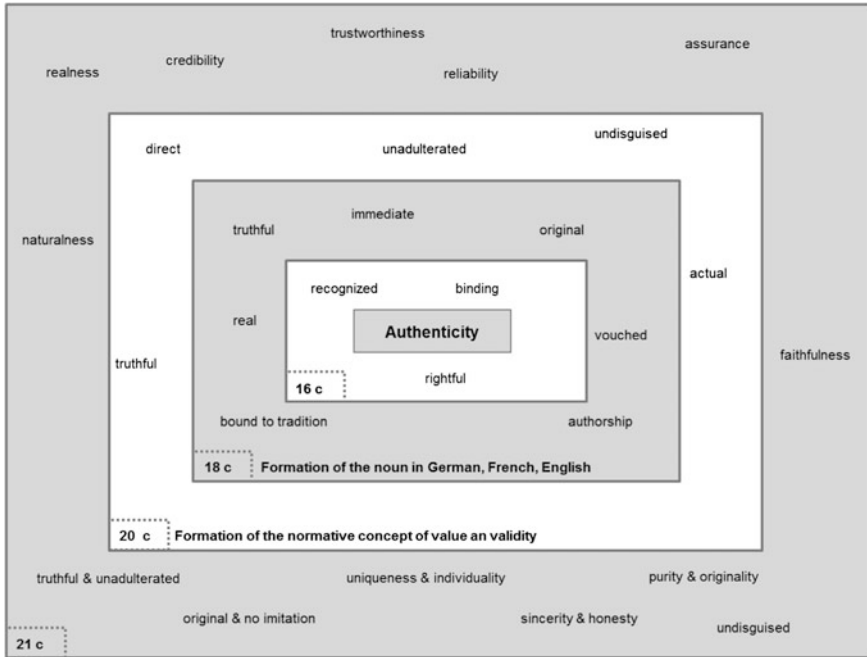 trustworthiness
assurance
credibility
realness
reliability
undisguised
direct
unadulterated
immediate
truthful
original
naturalness
actual
recognized
binding
real
Authenticity
vouched
faithfulness
truthful
rightful
16 c
bound to tradition
authorship
18 c
Formation of the noun in German, French, English
20 c
Formation of the normative concept of value an validity
truthful & unadulterated
uniqueness & individuality
purity & originality
original & no imitation
sincerity & honesty
undisguised
21 c